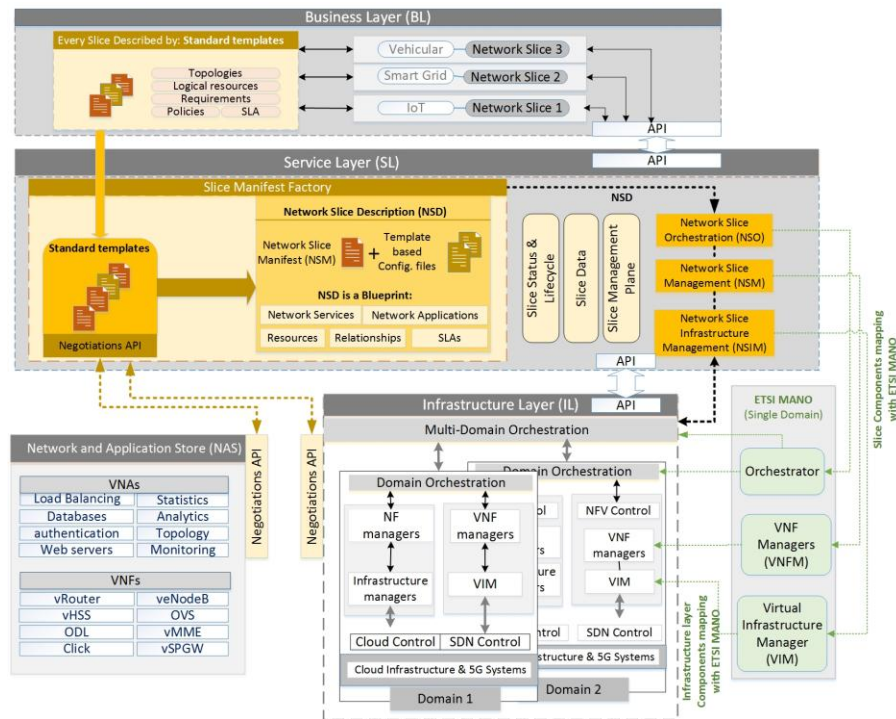 Business Layer (BL)
Every Slice Described by: Standard templates
Topologies
Logical resources
Requirements
Policies
SLA
Vehicular
Network Slice 3
Smart Grid
Network Slice 2
IoT
Network Slice 1
API
API
Service Layer (SL)
Slice Manifest Factory
Standard templates
Negotiations API
Network Slice Description (NSD)
Network Slice
Manifest (NSM)
+
Template
based
Config. files
NSD is a Blueprint:
Network Services
Network Applications
Resources
Relationships
SLAs
NSD
Slice Status &
Lifecycle
Slice Data
Slice Management
Plane
Network Slice
Orchestration (NSO)
Network Slice
Management (NSM)
Network Slice
Infrastructure
Management (NSIM)
API
API
Infrastructure Layer (IL)
Multi-Domain Orchestration
Domain Orchestration
NF
managers
VNF
managers
Infrastructure
managers
VIM
Cloud Control
SDN Control
Cloud Infrastructure & 5G Systems
Domain 1
Domain Orchestration
NFV Control
VNF
managers
VIM
ntrol
ers
ure
ers
ntrol
SDN Control
structure & 5G Systems
Domain 2
Network and Application Store (NAS)
VNAs
Load Balancing
Statistics
Databases
Analytics
authentication
Topology
Web servers
Monitoring
VNFs
vRouter
veNodeB
vHSS
OVS
ODL
vMME
Click
vSPGW
Negotiations API
Negotiations API
ETSI MANO
(Single Domain)
Orchestrator
VNF
Managers
(VNFM)
Virtual
Infrastructure
Manager
(VIM)
Slice Components mapping
with ETSI MANO
Infrastructure layer
Components mapping
with ETSI MANO